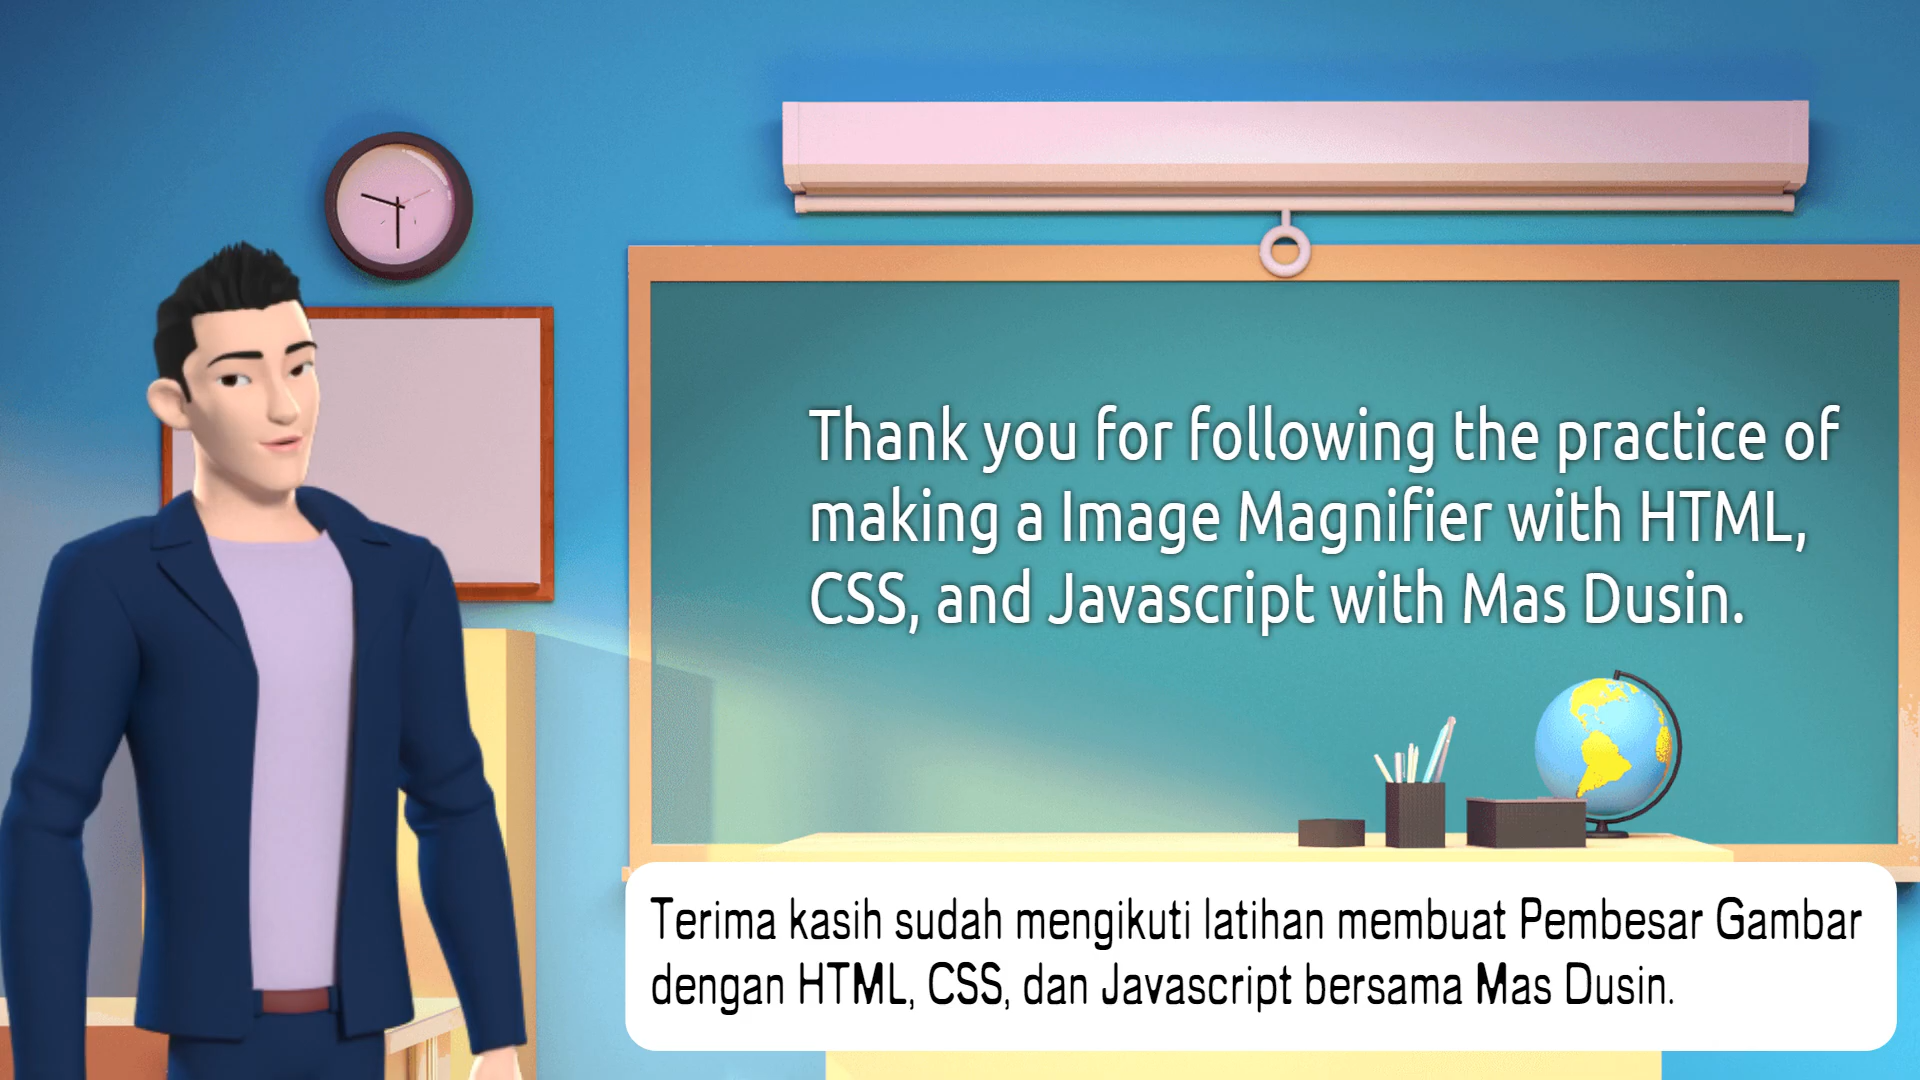 Thank you for following the practice of
making a Image Magnifier with HTML,
CSS, and Javascript with Mas Dusin.
Terima kasih sudah mengikuti latihan membuat Pembesar Gambar
dengan HTML, CSS, dan Javascript bersama Mas Dusin.